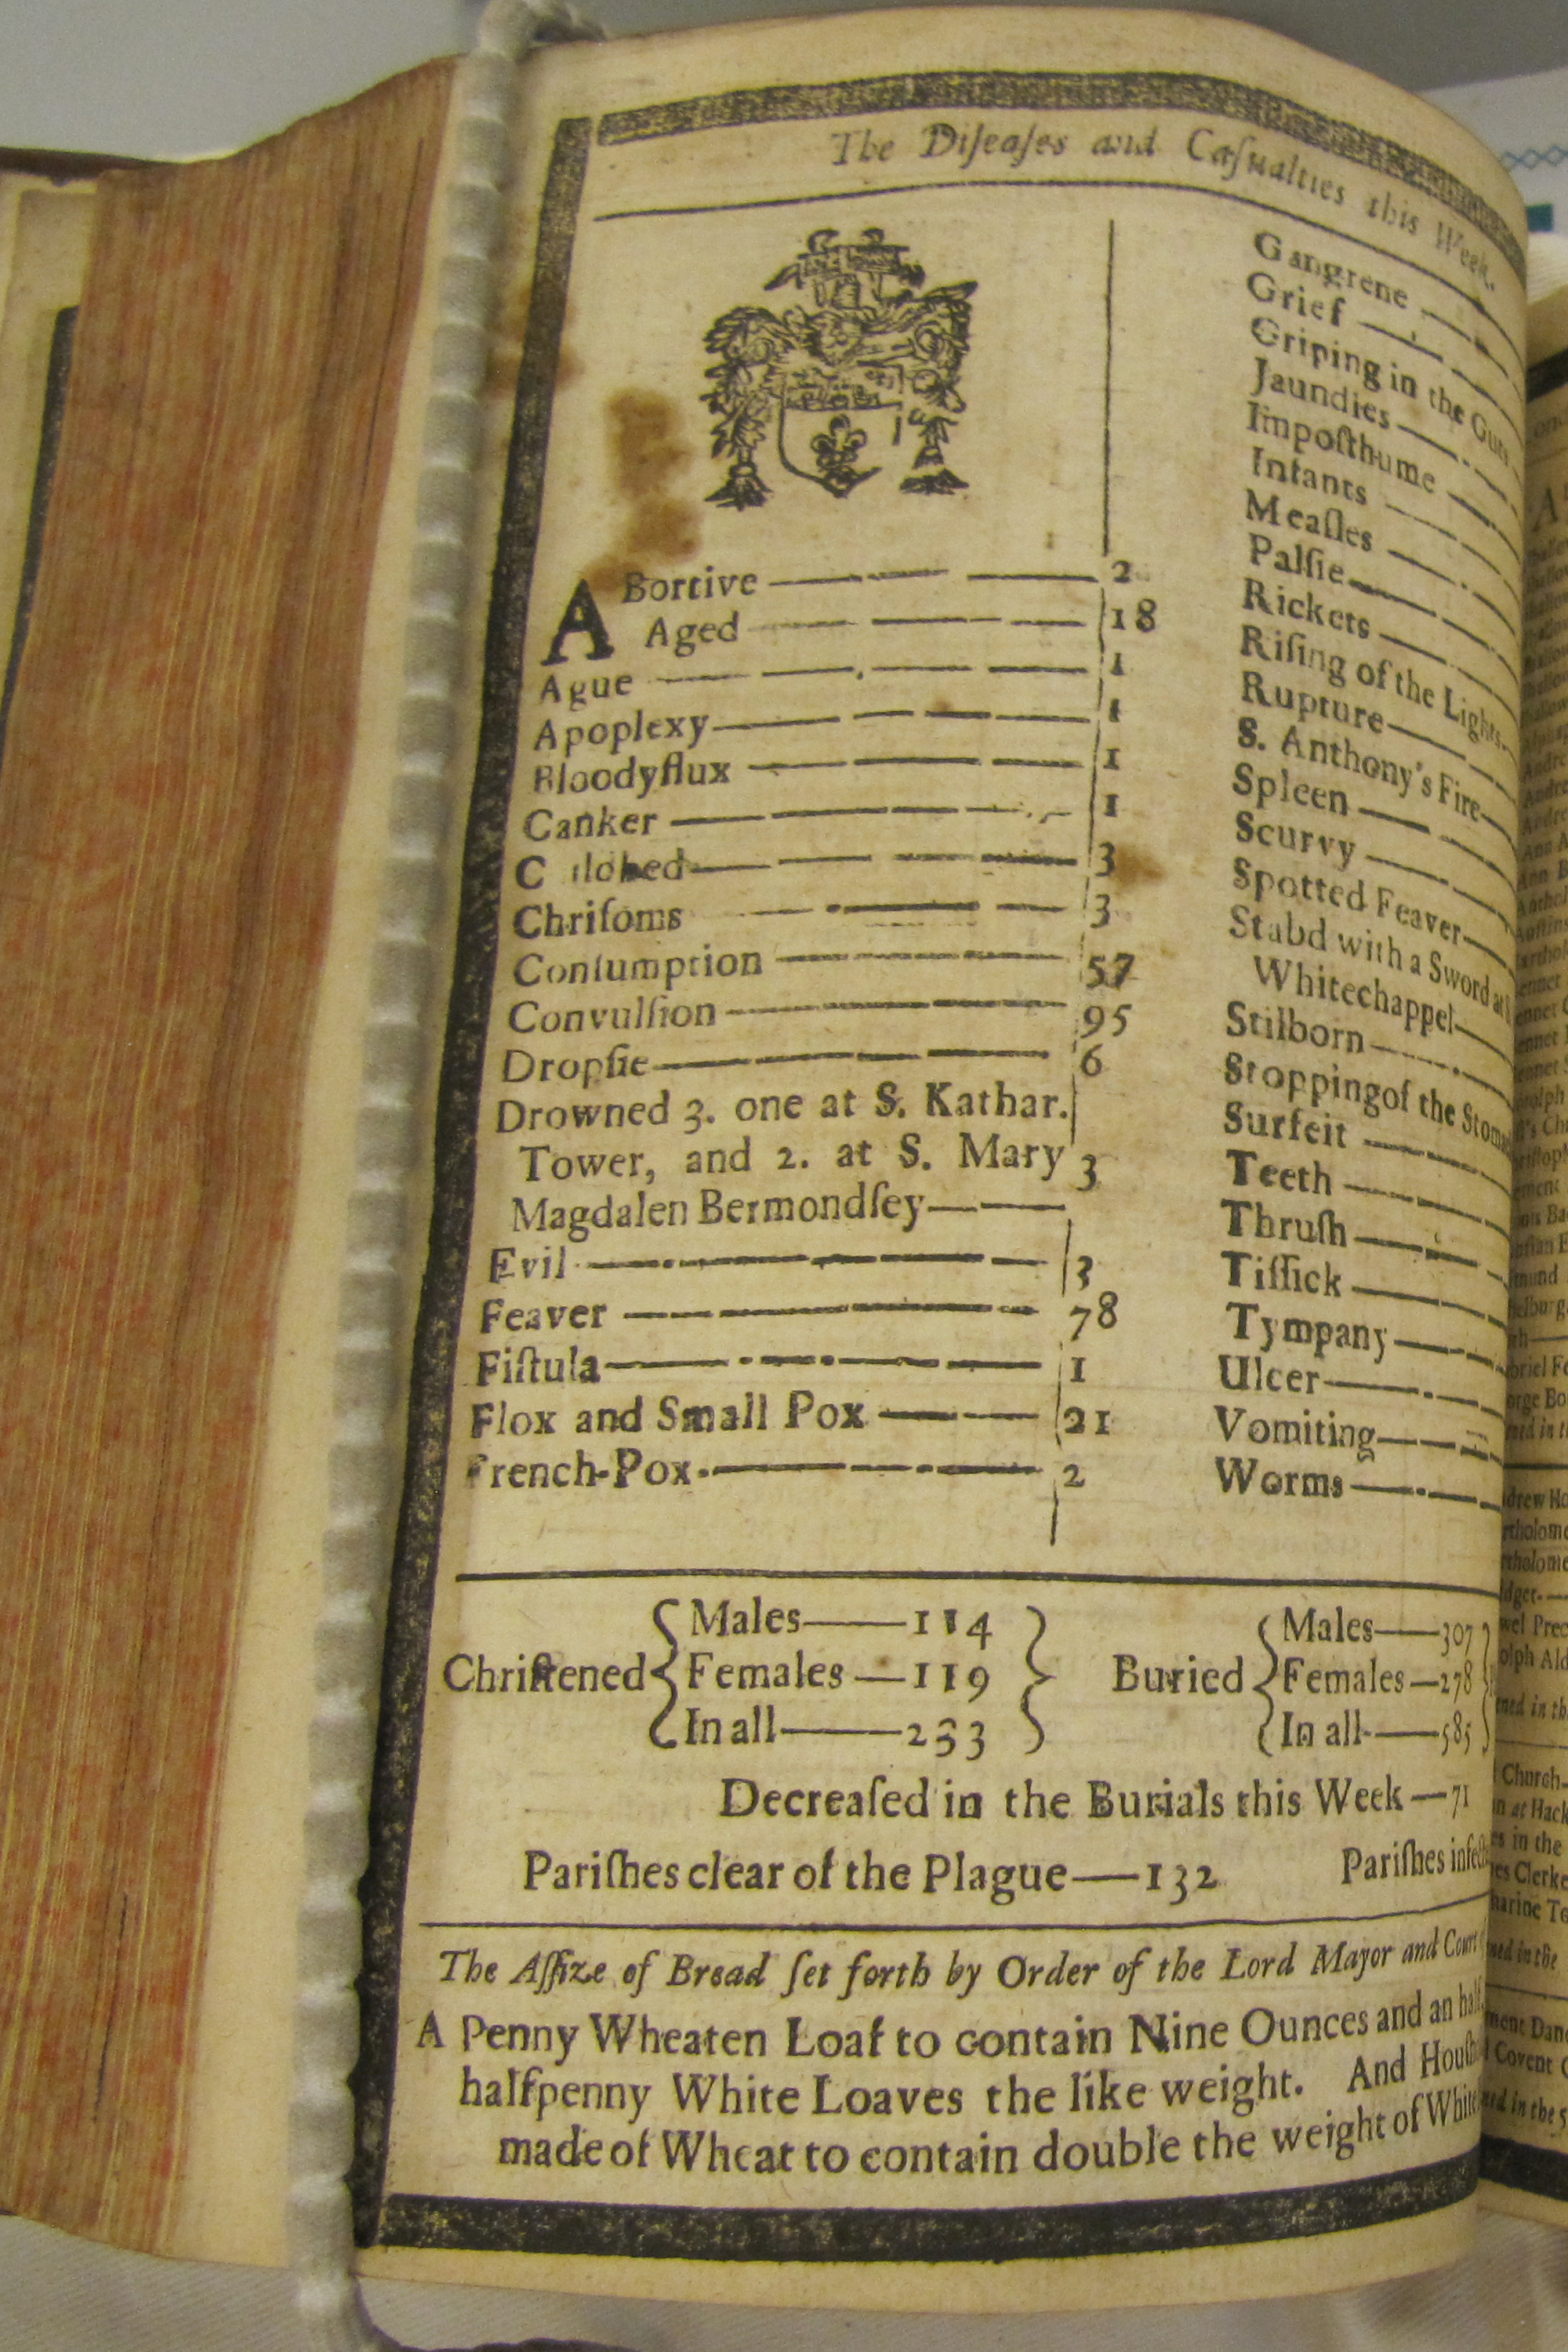 The Diſeaſes and Caſualties this Week.
ABortive 2
Aged 18
Ague 1
Apoplexy 1
Bloodyflux 1
Canker 1
C ildbed 3
Chriſoms 3
Conſumption 57
Convulſion 95
Dropſie 6
Drowned 3. one at S. Kathar.
Tower, and 2. at S. Mary 3
Magdalen Bermondſey
Evil 3
Feaver 78
Fiſtula 1
Flox and Small Pox 21
French-Pox 2
Gangrene
Grief
Griping in the Guts
Jaundies
Impoſthume
Infants
Meaſles
Palſie
Rickets
Riſing of the Lights
Rupture
S. Anthony's Fire
Spleen
Scurvy
Spotted Feaver
Stabd with a Sword at
Whitechappel
Stilborn
Stopping of the Stoma
Surfeit
Teeth
Thruſh
Tiſſick
Tympany
Ulcer
Vomiting
Worms
Chriſtened
Males 114
Females 119
In all 233
Buried
Males 307
Females 278
In all 585
Decreaſed in the Burials this Week 71
Pariſhes clear of the Plague 132 Pariſhes infect
The Aſſize of Bread ſet forth by Order of the Lord Mayor and Court
A Penny Wheaten Loaf to contain Nine Ounces and an half
halfpenny White Loaves the like weight. And Houſh
made of Wheat to contain double the weight of White